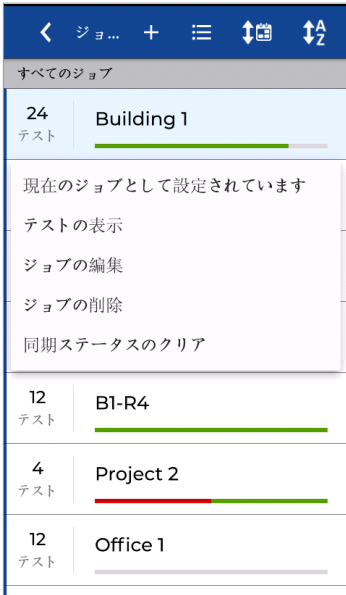 ジョ...
A
Z
すべてのジョブ
24
テスト
Building 1
現在のジョブとして設定されています
テストの表示
ジョブの編集
ジョブの削除
同期ステータスのクリア
12
テスト
B1-R4
4
テスト
Project 2
12
テスト
Office 1